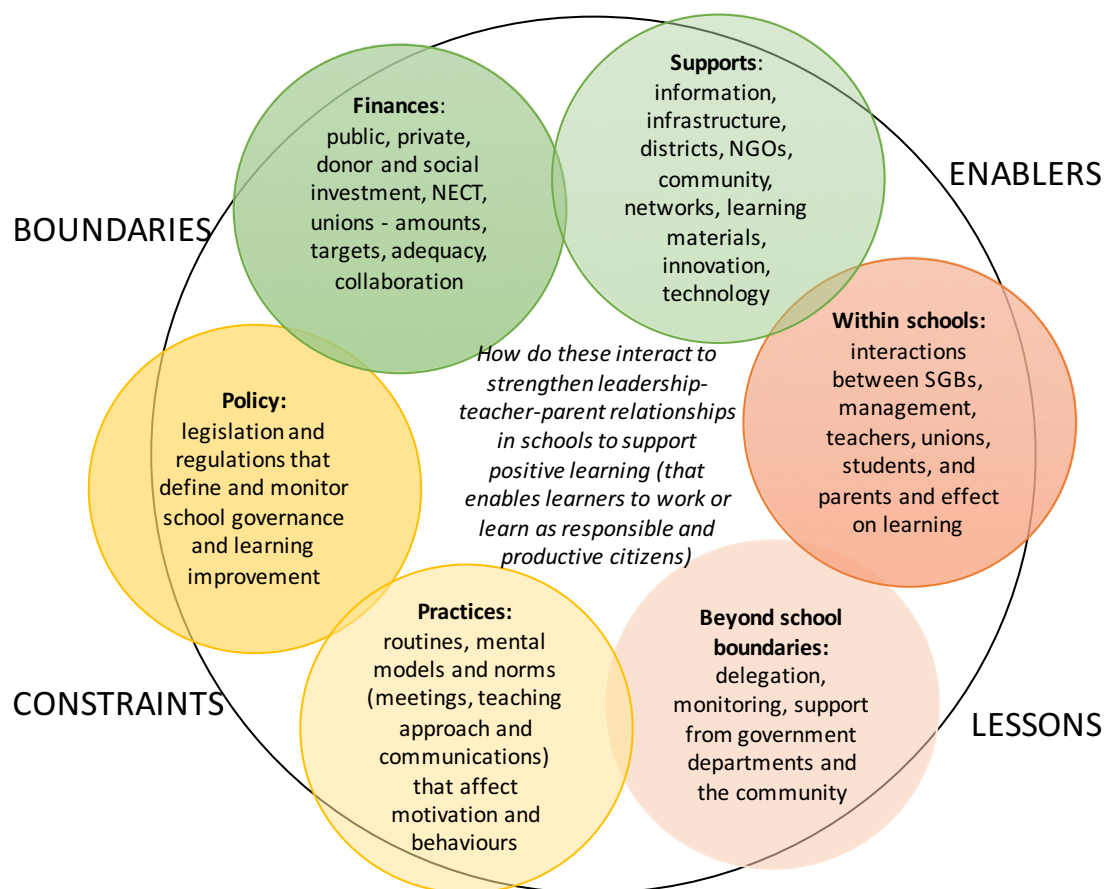 Supports:
information,
infrastructure,
districts, NGOs,
community,
networks, learning
materials,
innovation,
technology
Finances:
public, private,
donor and social
investment, NECT,
unions - amounts,
targets, adequacy,
collaboration
ENABLERS
BOUNDARIES
Within schools:
interactions
between SGBs,
management,
teachers, unions,
students, and
parents and effect
on learning
How do these interact to
strengthen leadership-
teacher-parent relationships
in schools to support
positive learning (that
enables learners to work or
learn as responsible and
productive citizens)
Policy:
legislation and
regulations that
define and monitor
school governance
and learning
improvement
Practices:
routines, mental
models and norms
(meetings, teaching
approach and
communications)
that affect
motivation and
behaviours
Beyond school
boundaries:
delegation,
monitoring, support
from government
departments and
the community
CONSTRAINTS
LESSONS